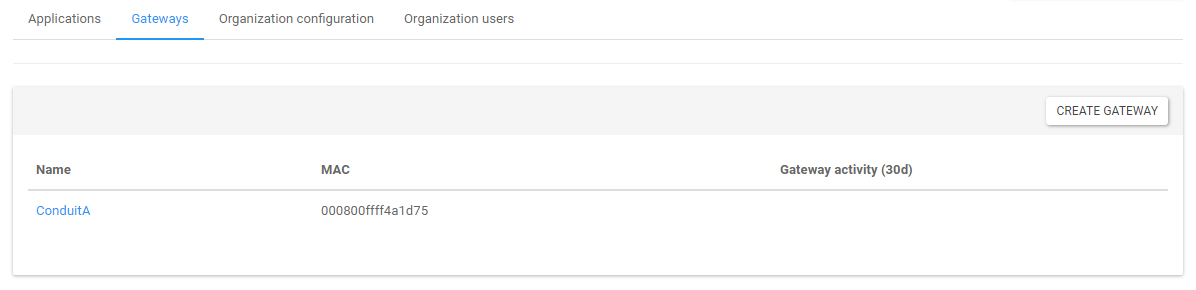 Applications Gateways Organization configuration Organization users
CREATE GATEWAY
Name MAC Gateway activity (30d)
ConduitA 000800ffff4a1d75